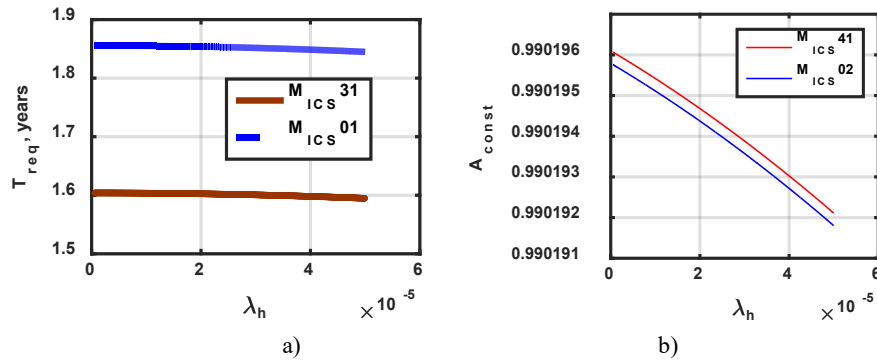 1.9
1.8
1.7
1.6
1.5
T req, years
M ICS 31
M ICS 01
0 2 4 6
λh × 10 -5
a)
0.990196
0.990195
0.990194
0.990193
0.990192
0.990191
A const
M ICS 41
M ICS 02
0 2 4 6
λh × 10 -5
b)